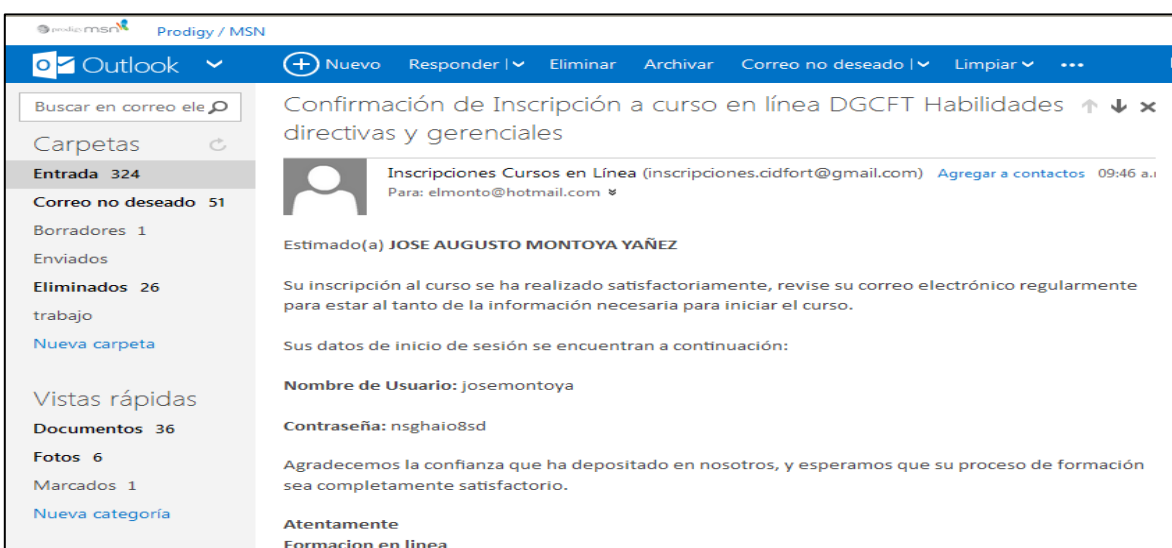 prodigy msn Prodigy / MSN
Outlook Nuevo Responder | Eliminar Archivar Correo no deseado | Limpiar •••
Buscar en correo ele
Carpetas
Entrada 324
Correo no deseado 51
Borradores 1
Enviados
Eliminados 26
trabajo
Nueva carpeta
Vistas rápidas
Documentos 36
Fotos 6
Marcados 1
Nueva categoría
Confirmación de Inscripción a curso en línea DGCFT Habilidades
directivas y gerenciales
Inscripciones Cursos en Línea (inscripciones.cidfort@gmail.com) Agregar a contactos 09:46 a.
Para: elmonto@hotmail.com
Estimado(a) JOSE AUGUSTO MONTOYA YAÑEZ
Su inscripción al curso se ha realizado satisfactoriamente, revise su correo electrónico regularmente
para estar al tanto de la información necesaria para iniciar el curso.
Sus datos de inicio de sesión se encuentran a continuación:
Nombre de Usuario: josemontoya
Contraseña: nsghaio8sd
Agradecemos la confianza que ha depositado en nosotros, y esperamos que su proceso de formación
sea completamente satisfactorio.
Atentamente
Formacion en linea